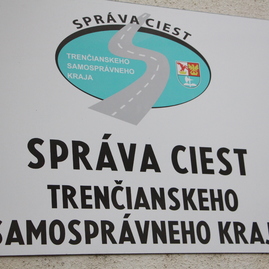 SPRÁVA CIEST
TRENČIANSKEHO
SAMOSPRÁVNEHO
KRAJA
SPRÁVA CIEST
TRENČIANSKEHO
SAMOSPRÁVNEHO KRAJ